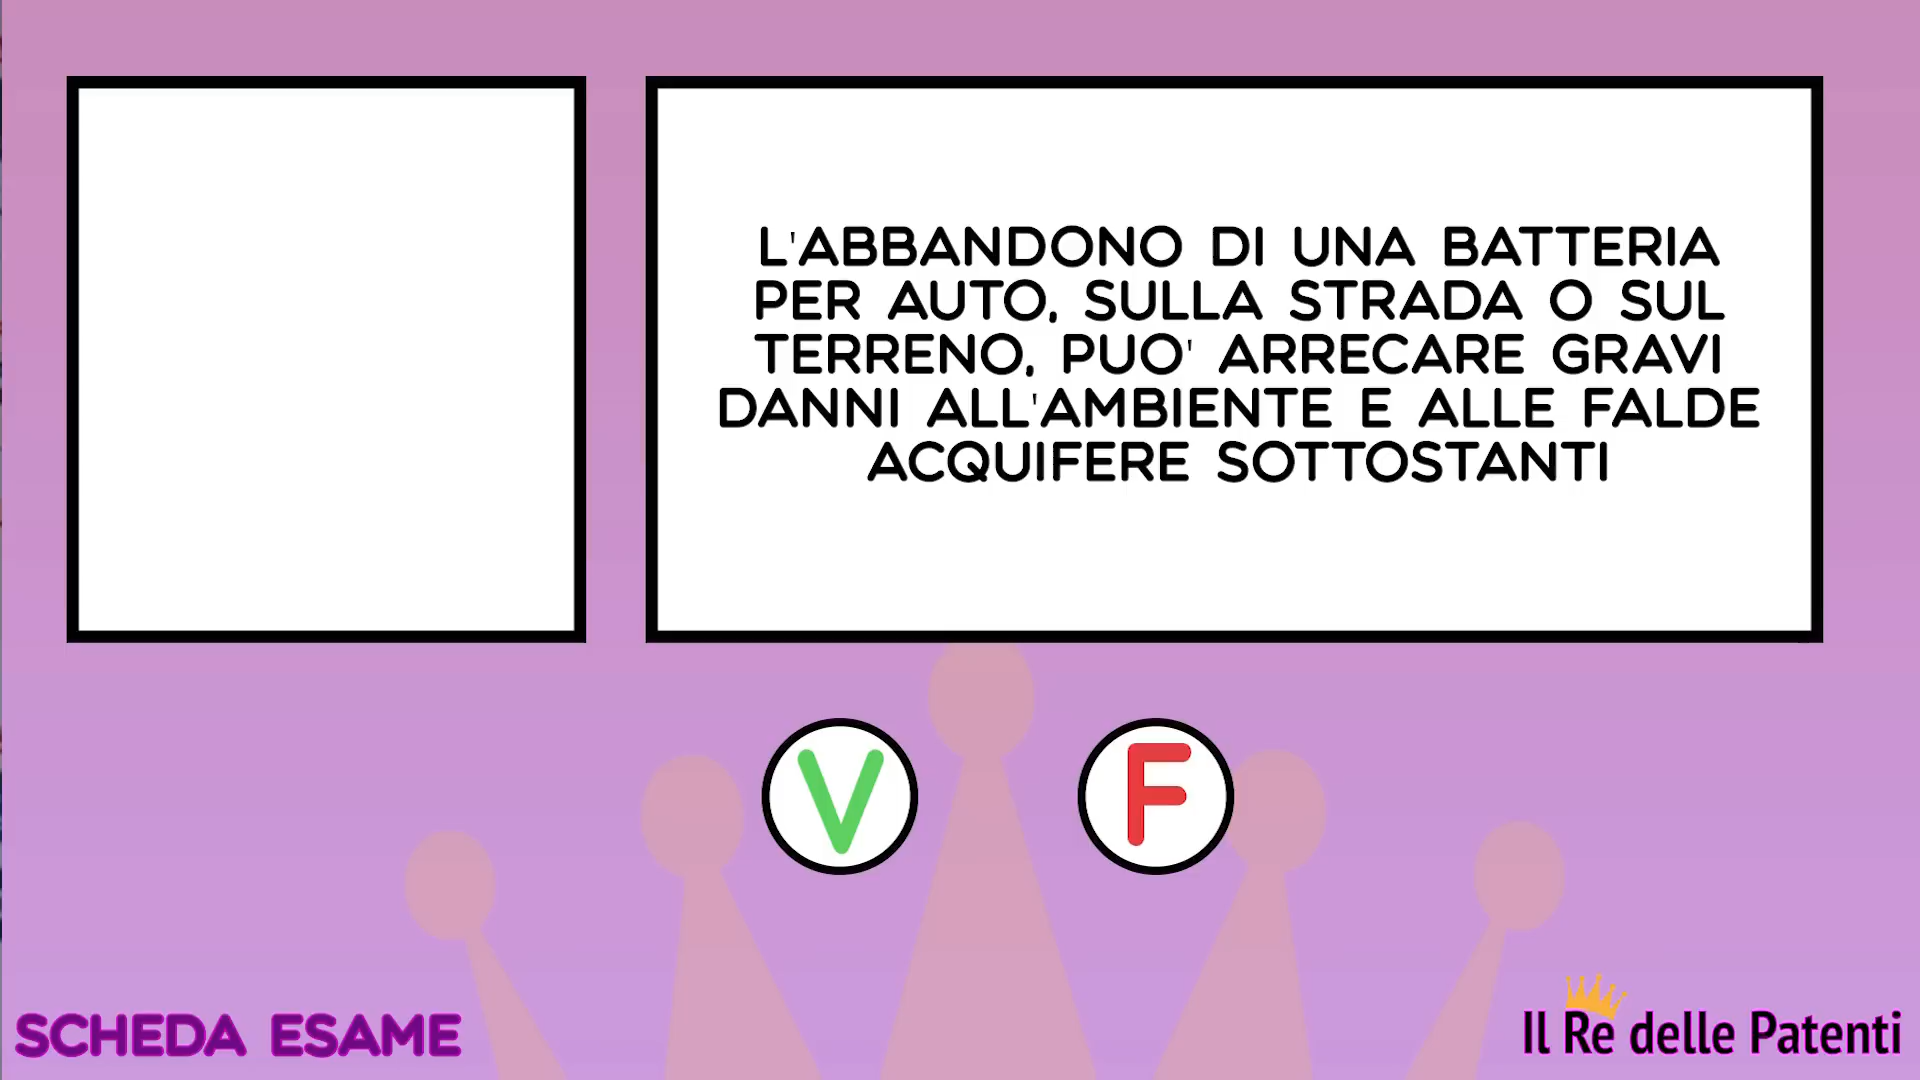 L'ABBANDONO DI UNA BATTERIA
PER AUTO, SULLA STRADA O SUL
TERRENO, PUO' ARRECARE GRAVI
DANNI ALL'AMBIENTE E ALLE FALDE
ACQUIFERE SOTTOSTANTI
V
F
SCHEDA ESAME
Il Re delle Patenti